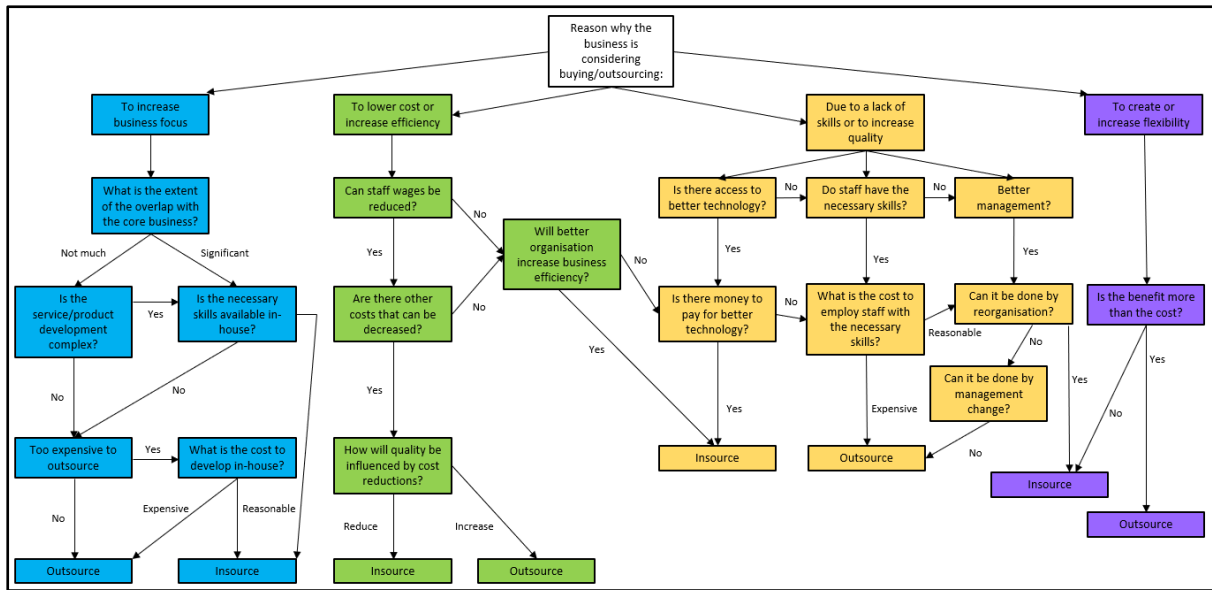 Reason why the
business is
considering
buying/outsourcing:
To increase
business focus
To lower cost or
increase efficiency
Due to a lack of
skills or to increase
quality
To create or
increase flexibility
What is the extent
of the overlap with
the core business?
Can staff wages be
reduced?
Is there access to
better technology?
No
Do staff have the
necessary skills?
No
Better
management?
No
Will better
organisation
increase business
efficiency?
Not much
Significant
Yes
No
Yes
Yes
Yes
Is the
service/product
development
complex?
Yes
Is the necessary
skills available in-
house?
Are there other
costs that can be
decreased?
No
Is there money to
pay for better
technology?
No
What is the cost to
employ staff with
the necessary
skills?
Reasonable
Can it be done by
reorganisation?
Is the benefit more
than the cost?
No
No
Yes
Yes
Yes
Expensive
No
Can it be done by
management
change?
Yes
No
Yes
Too expensive to
outsource
Yes
What is the cost to
develop in-house?
How will quality be
influenced by cost
reductions?
Insource
Outsource
No
Insource
No
Expensive
Reasonable
Reduce
Increase
Outsource
Outsource
Insource
Insource
Outsource